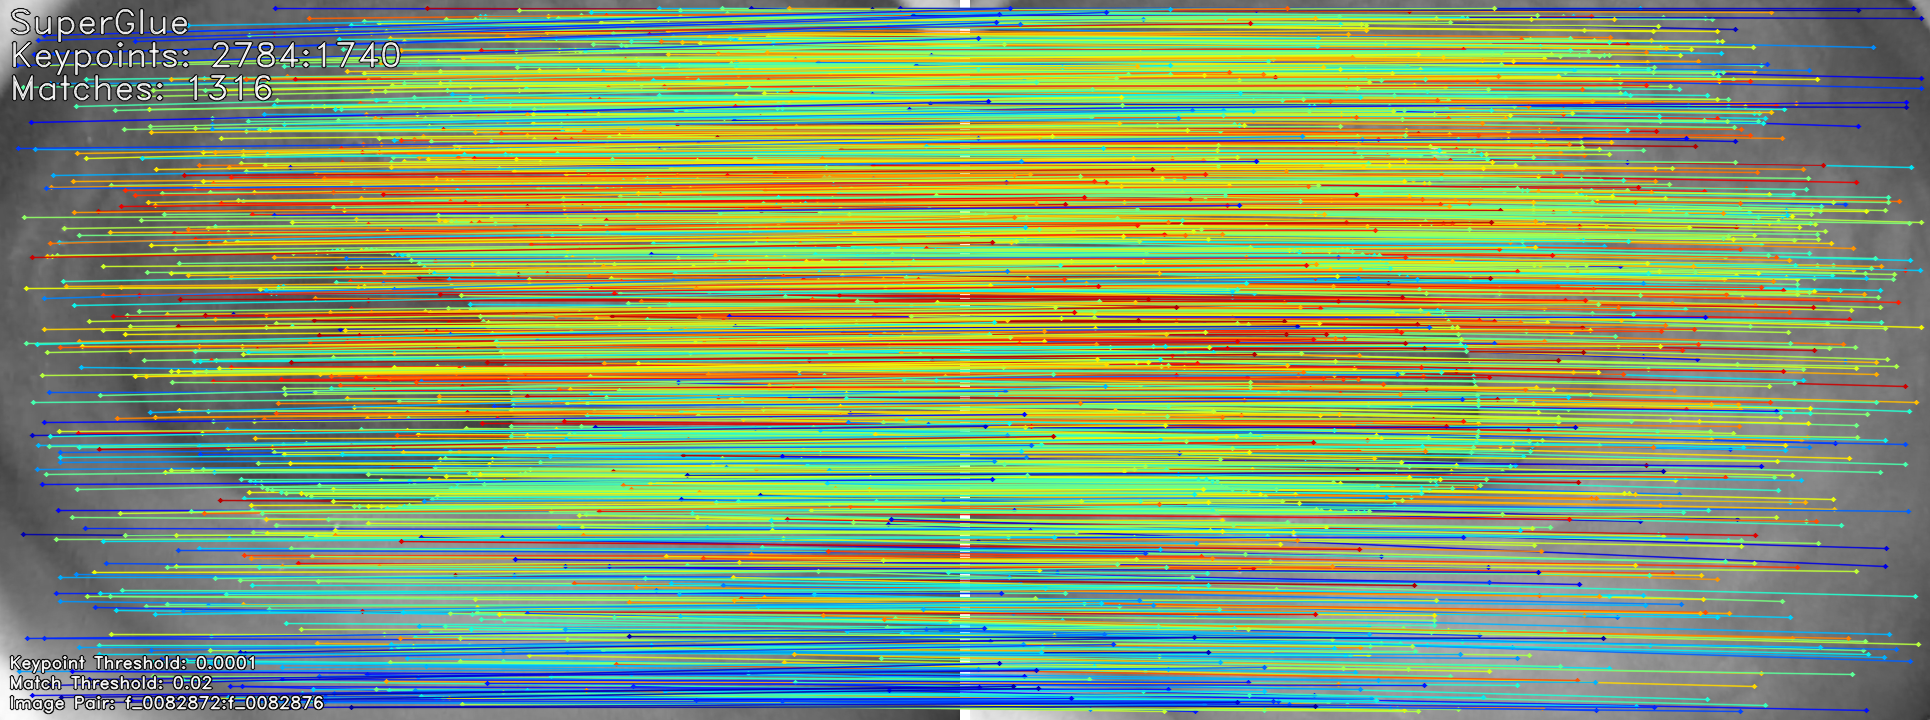 SuperGlue
Keypoints: 2784:1740
Matches: 1316
Keypoint Threshold: 0.0001
Match Threshold: 0.02
Image Pair: f_0082872:f_0082876